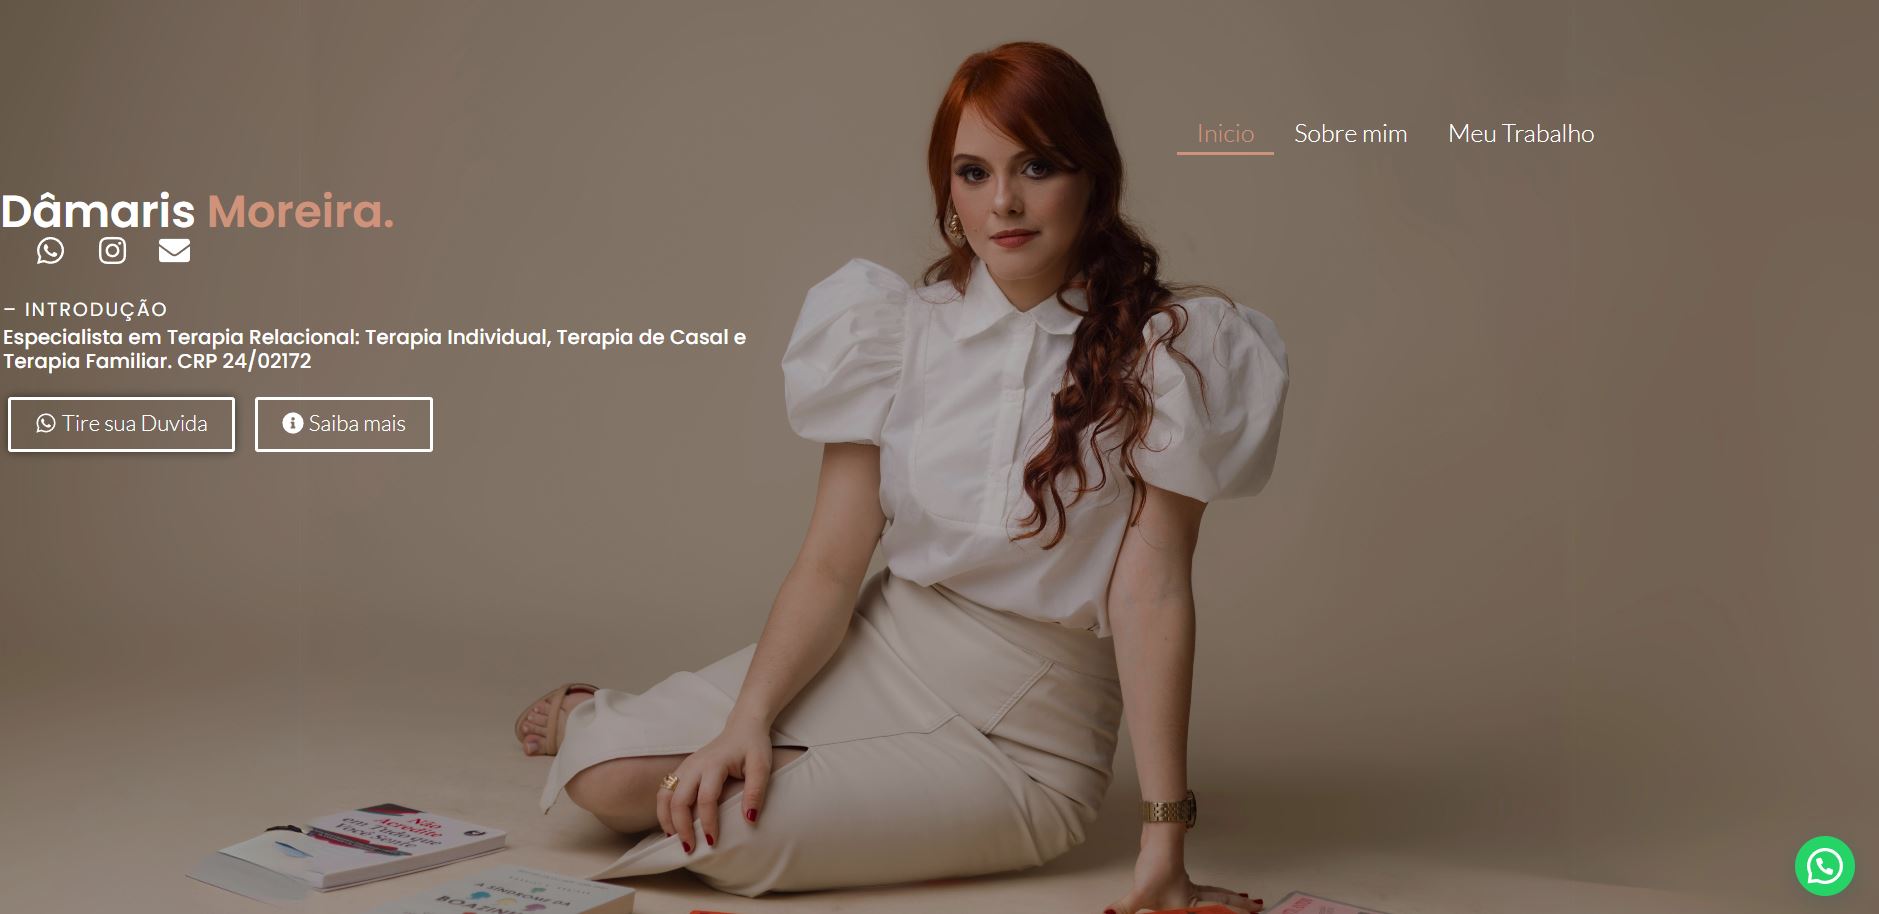 Inicio Sobre mim Meu Trabalho
Dâmaris Moreira.
– INTRODUÇÃO
Especialista em Terapia Relacional: Terapia Individual, Terapia de Casal e
Terapia Familiar. CRP 24/02172
Tire sua Duvida Saiba mais
Não
Acredite
em Tudo que
Você Sente
A SÍNDROME DA